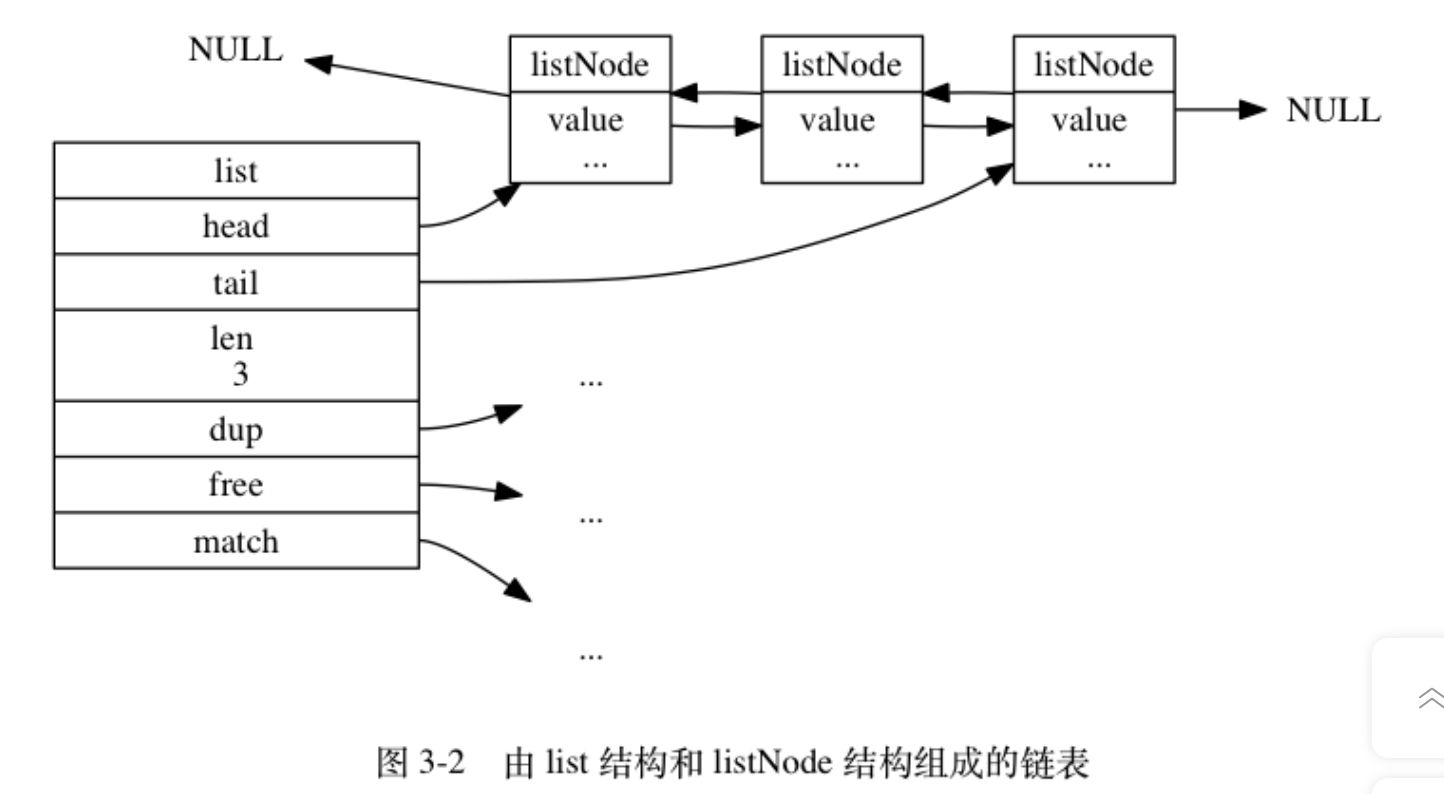 NULL
listNode
value
...
listNode
value
...
listNode
value
...
NULL
list
head
tail
len
3
dup
free
match
...
...
...
图 3-2 由 list 结构和 listNode 结构组成的链表